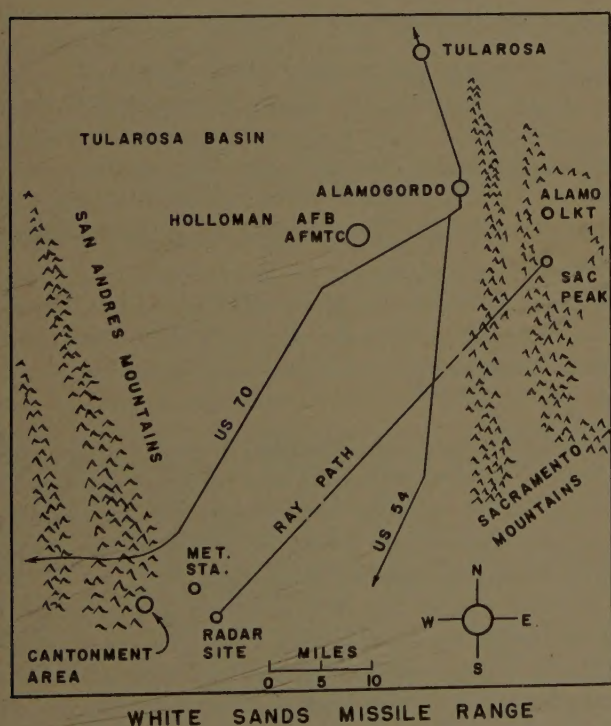 TULAROSA
TULAROSA BASIN
ALAMOGORDO
ALAMO
LKT
HOLLOMAN AFB
AFMTC
SAC
PEAK
SAN ANDRES MOUNTAINS
US 70
RAY PATH
US 54
SACRAMENTO
MOUNTAINS
MET.
STA.
N
W
E
S
RADAR
SITE
CANTONMENT
AREA
MILES
0 5 10
WHITE SANDS MISSILE RANGE